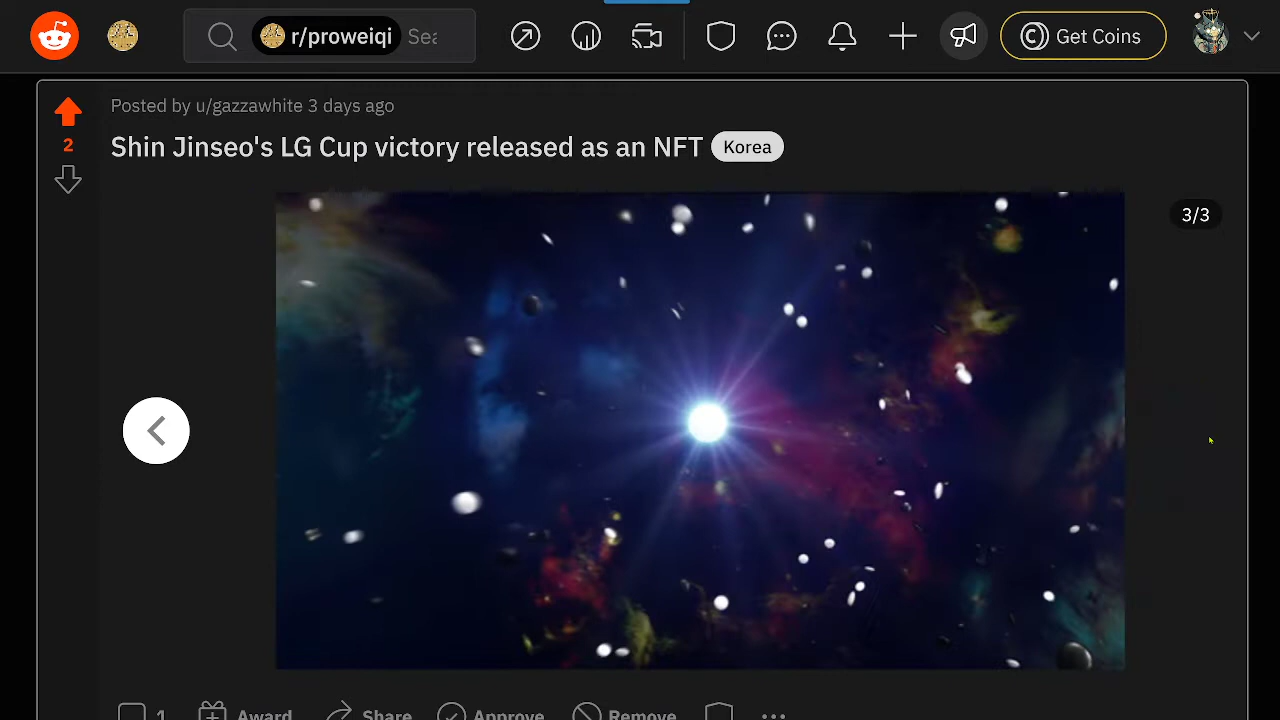 r/proweiqi Sea
Get Coins
Posted by u/gazzawhite 3 days ago
2
Shin Jinseo's LG Cup victory released as an NFT Korea
3/3
1 Award Share Approve Remove